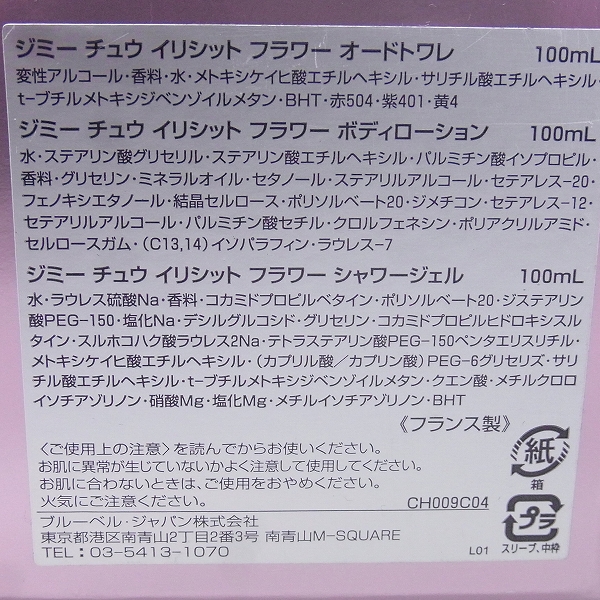 ジミー チュウ イリシット フラワー オードトワレ 100mL
変性アルコール・香料・水・メトキシケイヒ酸エチルヘキシル・サリチル酸エチルヘキシル・
t-ブチルメトキシジベンゾイルメタン・BHT・赤504・紫401・黄4
ジミー チュウ イリシット フラワー ボディローション 100mL
水・ステアリン酸グリセリル・ステアリン酸エチルヘキシル・パルミチン酸イソプロピル・
香料・グリセリン・ミネラルオイル・セタノール・ステアリルアルコール・セテアレス-20・
フェノキシエタノール・結晶セルロース・ポリソルベート20・ジメチコン・セテアレス-12・
セテアリルアルコール・パルミチン酸セチル・クロルフェネシン・ポリアクリルアミド・
セルロースガム・(C13,14)イソパラフィン・ラウレス-7
ジミー チュウ イリシット フラワー シャワージェル 100mL
水・ラウレス硫酸Na・香料・コカミドプロピルベタイン・ポリソルベート20・ジステアリン
酸PEG-150・塩化Na・デシルグルコシド・グリセリン・コカミドプロピルヒドロキシスル
タイン・スルホコハク酸ラウレス2Na・テトラステアリン酸PEG-150ペンタエリスリチル・
メトキシケイヒ酸エチルヘキシル・(カプリル酸/カプリン酸)PEG-6グリセリズ・サリ
チル酸エチルヘキシル・t-ブチルメトキシジベンゾイルメタン・クエン酸・メチルクロロ
イソチアゾリノン・硝酸Mg・塩化Mg・メチルイソチアゾリノン・BHT
《フランス製》
〈ご使用上の注意〉を読んでからお使いください。
お肌に異常が生じていないかよく注意して使用してください。
お肌に合わないときは、ご使用をおやめください。
火気にご注意ください。 CH009C04
ブルーベル・ジャパン株式会社
東京都港区南青山2丁目2番3号 南青山M-SQUARE
TEL:03-5413-1070 L01
紙
箱
プラ
スリーブ、中枠